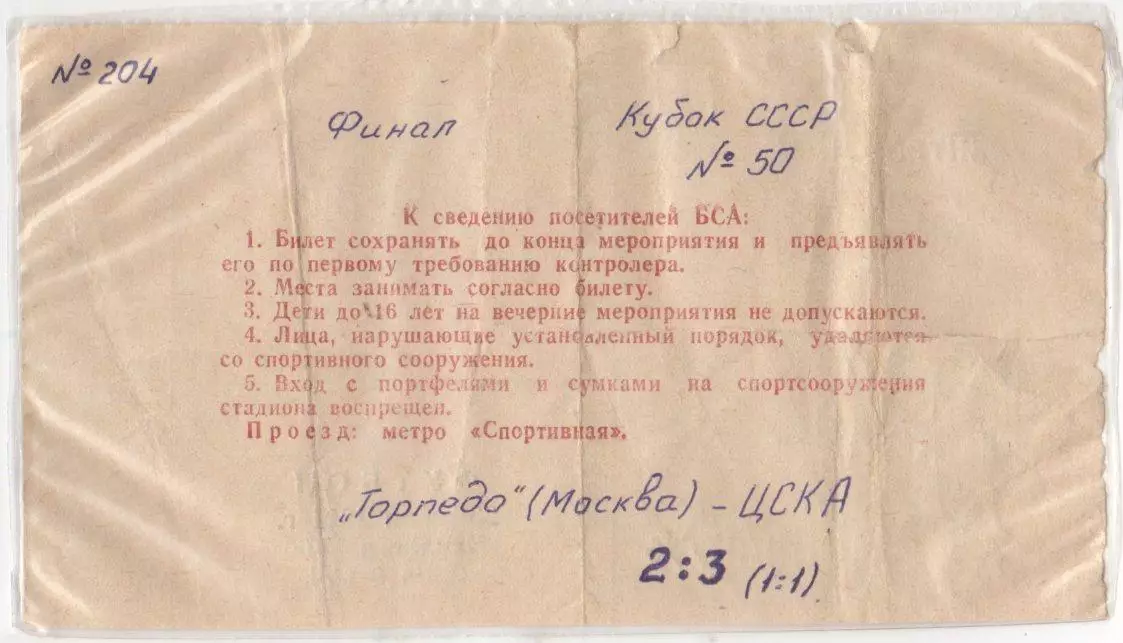 № 204
Финал Кубок СССР
№ 50
К сведению посетителей БСА:
1. Билет сохранять до конца мероприятия и предъявлять
его по первому требованию контролера.
2. Места занимать согласно билету.
3. Дети до 16 лет на вечерние мероприятия не допускаются.
4. Лица, нарушающие установленный порядок, удаляются
со спортивного сооружения.
5. Вход с портфелями и сумками на спортсооружения
стадиона воспрещен.
Проезд: метро «Спортивная».
„Торпедо“ (Москва) – ЦСКА
2:3 (1:1)